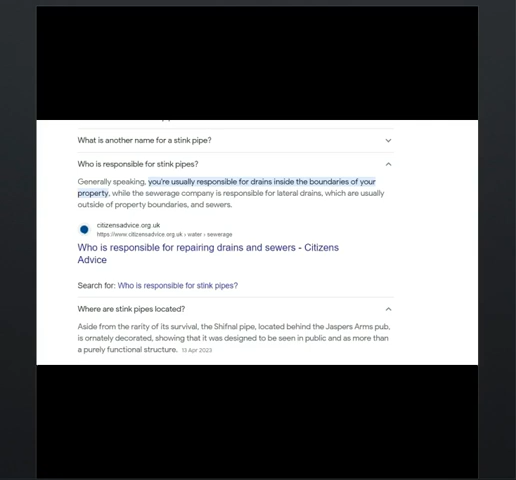 What is another name for a stink pipe?
Who is responsible for stink pipes?
Generally speaking, you're usually responsible for drains inside the boundaries of your
property, while the sewerage company is responsible for lateral drains, which are usually
outside of property boundaries, and sewers.
citizensadvice.org.uk
https://www.citizensadvice.org.uk › water › sewerage
Who is responsible for repairing drains and sewers - Citizens
Advice
Search for: Who is responsible for stink pipes?
Where are stink pipes located?
Aside from the rarity of its survival, the Shifnal pipe, located behind the Jaspers Arms pub,
is ornately decorated, showing that it was designed to be seen in public and as more than
a purely functional structure. 13 Apr 2023